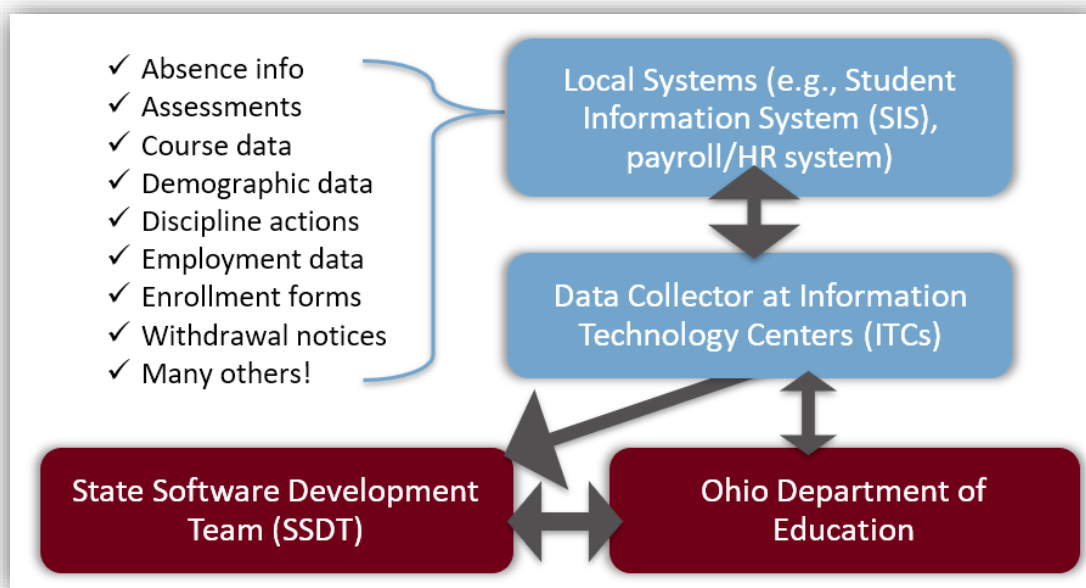 ✓ Absence info
✓ Assessments
✓ Course data
✓ Demographic data
✓ Discipline actions
✓ Employment data
✓ Enrollment forms
✓ Withdrawal notices
✓ Many others!
Local Systems (e.g., Student
Information System (SIS),
payroll/HR system)
Data Collector at Information
Technology Centers (ITCs)
State Software Development
Team (SSDT)
Ohio Department of
Education